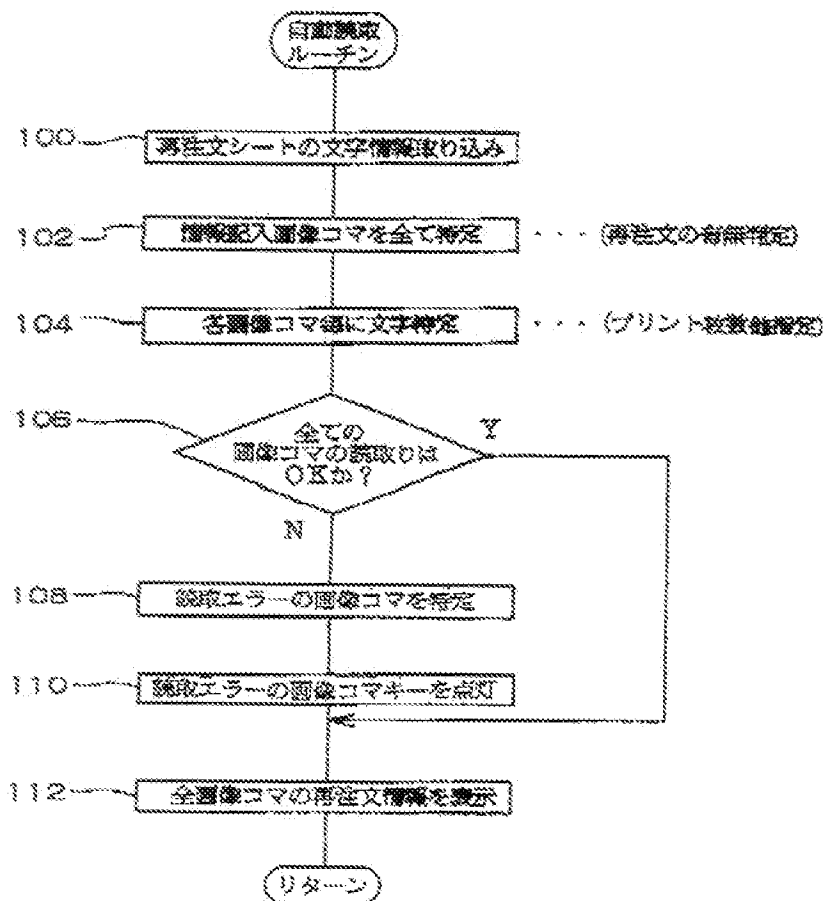 自動読取
ルーチン
100
再注文シートの文字情報取り込み
102
情報記入画像コマを全て特定
・・・(再注文の有無判定)
104
各画像コマ毎に文字特定
・・・(プリント枚数の指定)
106
全ての
画像コマの読取りは
OKか?
Y
N
108
読取エラーの画像コマを特定
110
読取エラーの画像コマキーを点灯
112
全画像コマの再注文情報を表示
リターン